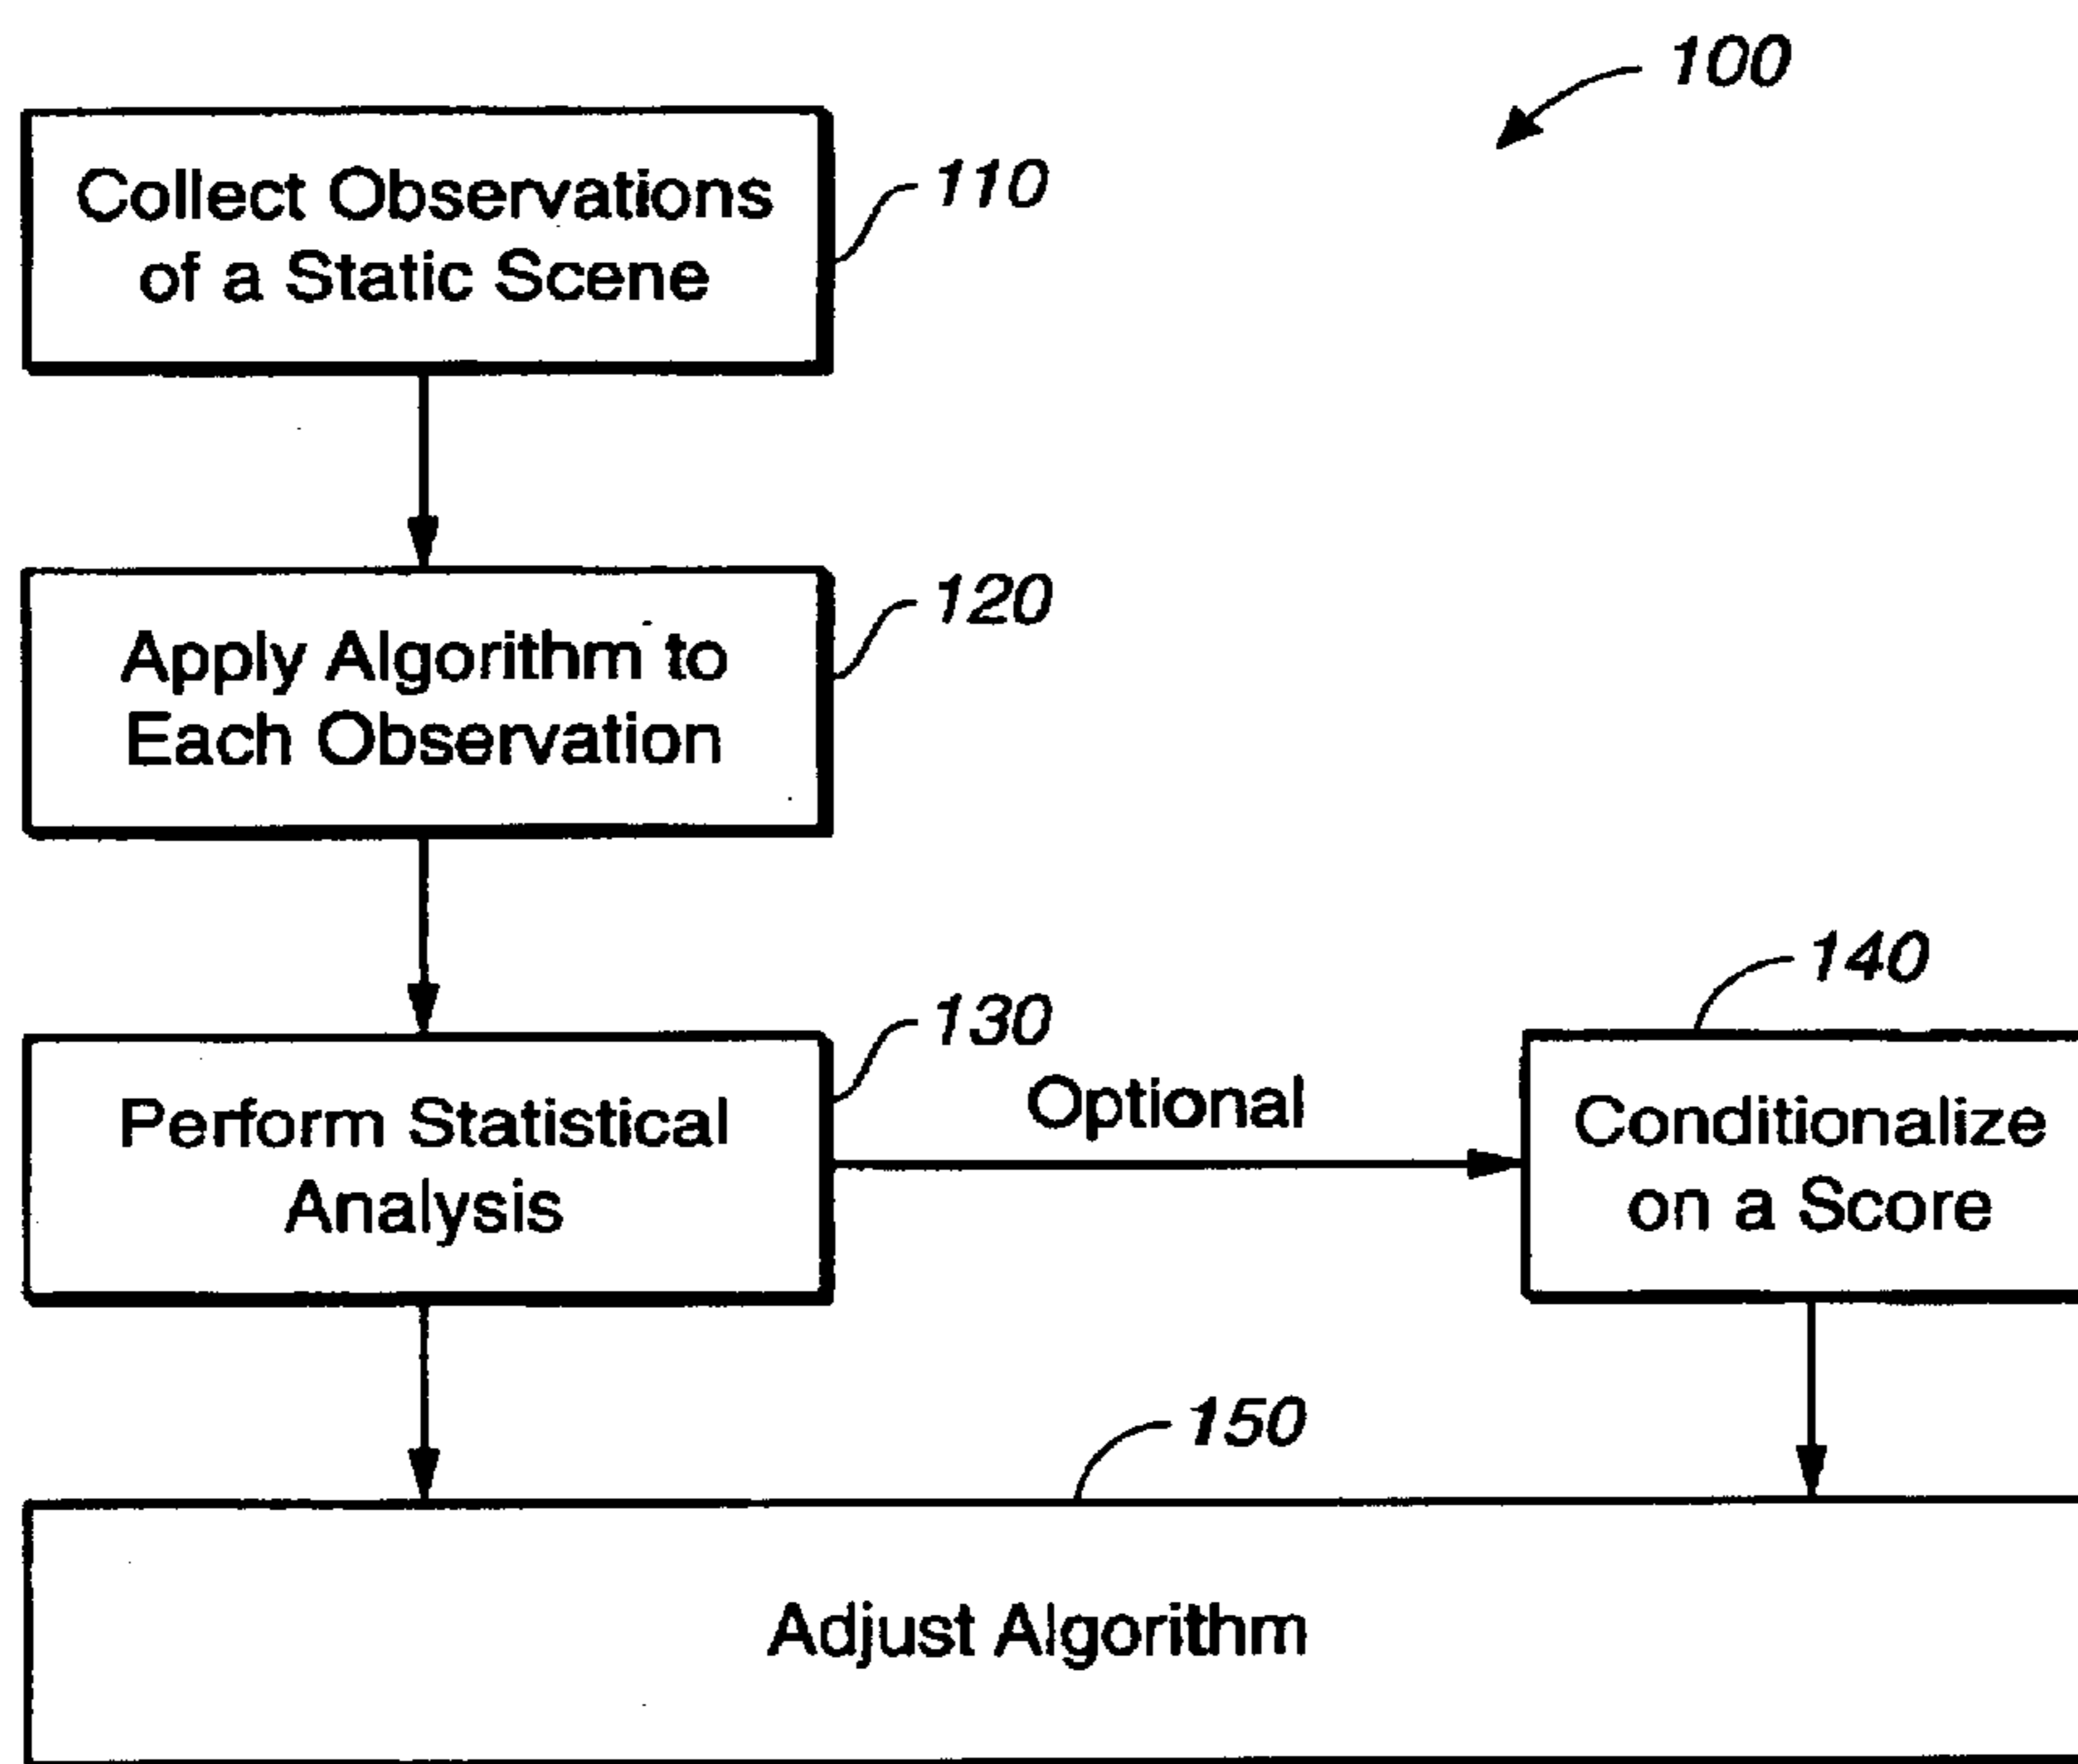 100
Collect Observations
of a Static Scene
110
Apply Algorithm to
Each Observation
120
Perform Statistical
Analysis
130
Optional
140
Conditionalize
on a Score
150
Adjust Algorithm